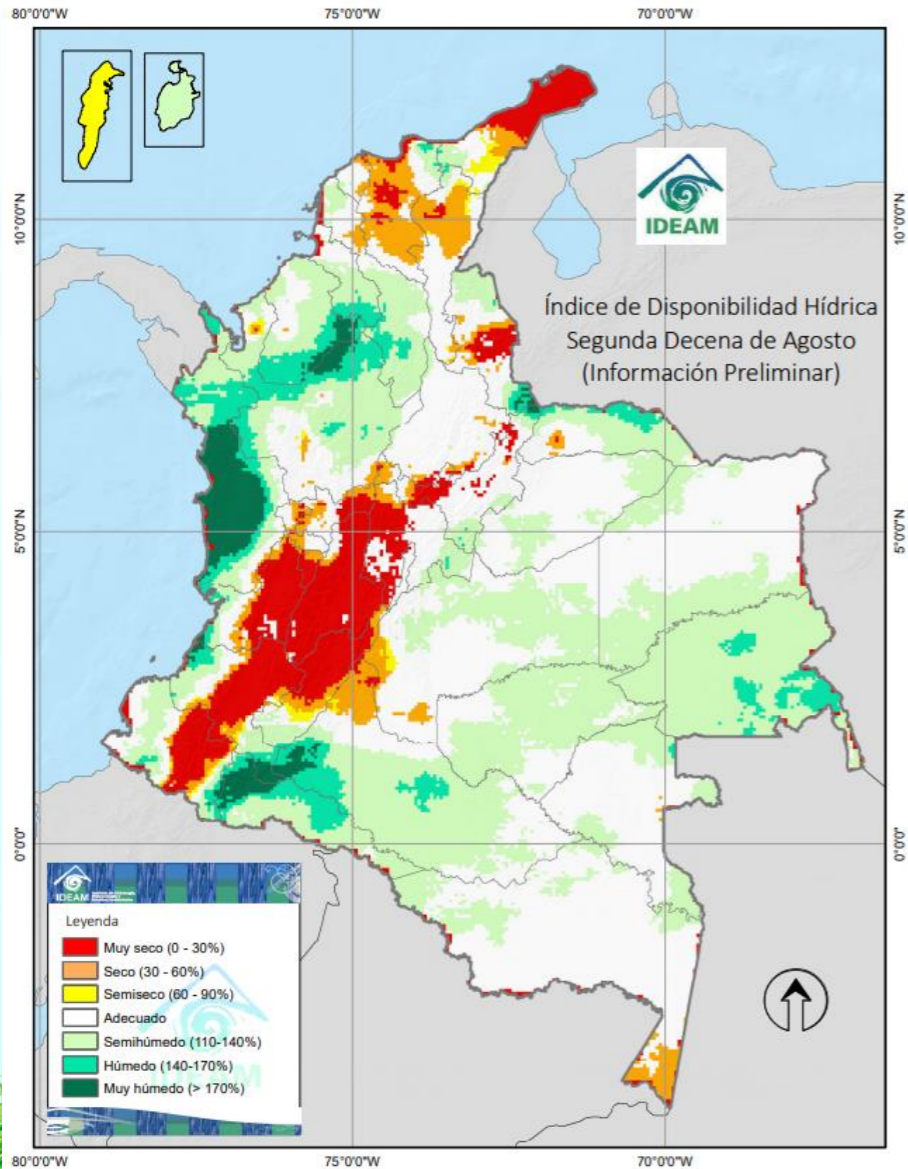 80°0'0"W
75°0'0"W
70°0'0"W
10°0'0"N
5°0'0"N
0°0'0"
10°0'0"N
5°0'0"N
0°0'0"
IDEAM
Índice de Disponibilidad Hídrica
Segunda Decena de Agosto
(Información Preliminar)
IDEAM
Leyenda
Muy seco (0 - 30%)
Seco (30 - 60%)
Semiseco (60 - 90%)
Adecuado
Semihúmedo (110-140%)
Húmedo (140-170%)
Muy húmedo (> 170%)
IDEAM
80°0'0"W
75°0'0"W
70°0'0"W